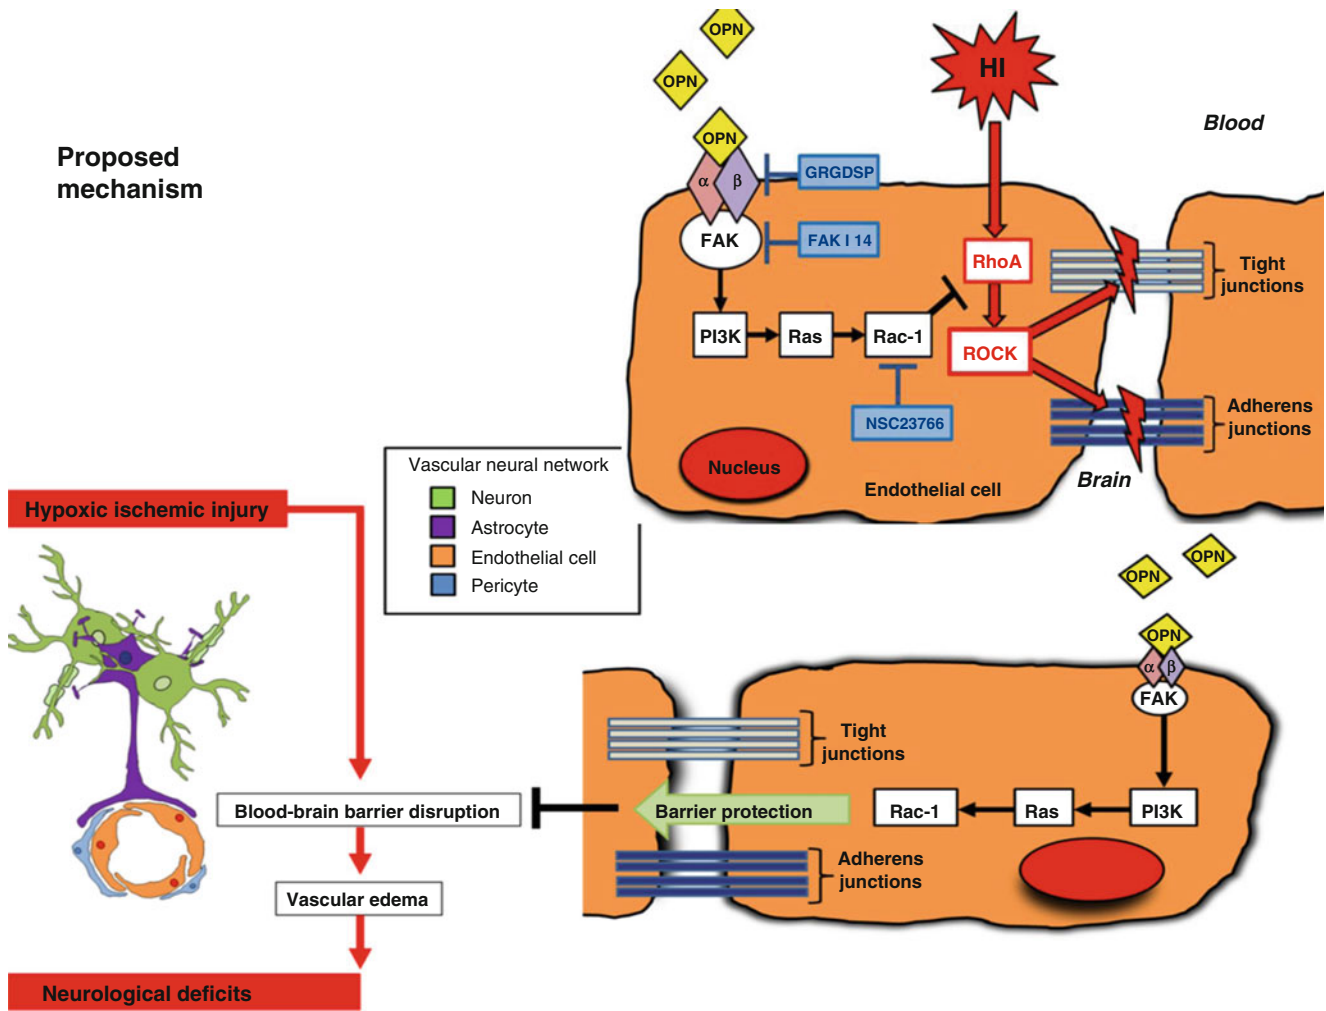 Proposed
mechanism
OPN
OPN
OPN
α
β
FAK
GRGDSP
FAK I 14
HI
Blood
RhoA
ROCK
PI3K
Ras
Rac-1
NSC23766
Tight
junctions
Adherens
junctions
Nucleus
Endothelial cell
Brain
Vascular neural network
Neuron
Astrocyte
Endothelial cell
Pericyte
Hypoxic ischemic injury
Blood-brain barrier disruption
Vascular edema
Neurological deficits
OPN
OPN
OPN
α
β
FAK
Tight
junctions
Barrier protection
Rac-1
Ras
PI3K
Adherens
junctions